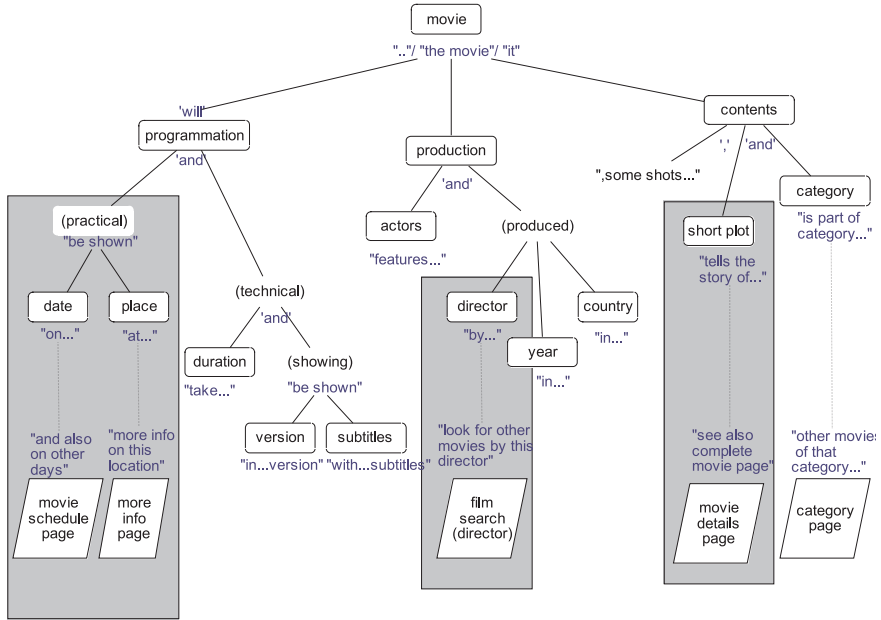 movie
".."/ "the movie"/ "it"
'will'
programmation
'and'
production
'and'
contents
','
'and'
",some shots..."
category
"is part of
category..."
(practical)
"be shown"
actors
"features..."
(produced)
short plot
"tells the
story of..."
date
"on..."
place
"at..."
(technical)
'and'
director
"by..."
country
"in..."
year
"in..."
duration
"take..."
(showing)
"be shown"
version
"in...version"
subtitles
"with...subtitles"
"and also
on other
days"
"more info
on this
location"
"look for other
movies by this
director"
"see also
complete
movie page"
"other movies
of that
category..."
movie
schedule
page
more
info
page
film
search
(director)
movie
details
page
category
page